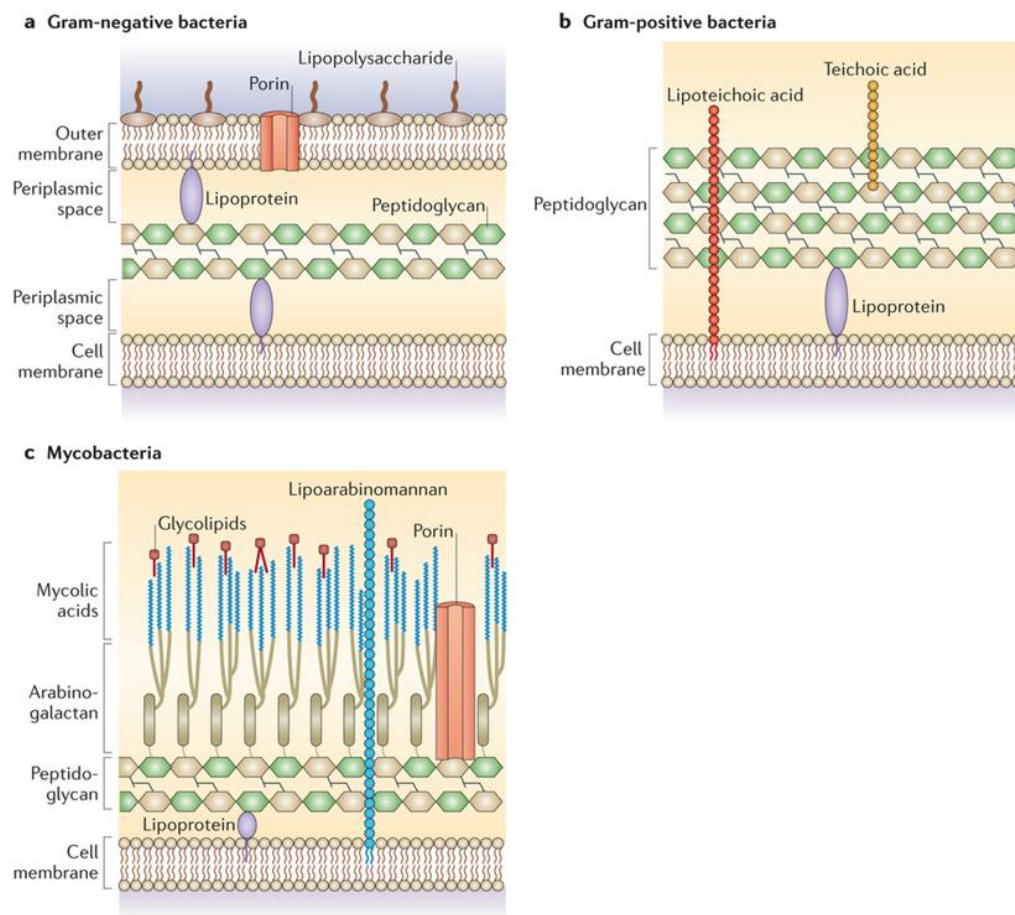 a Gram-negative bacteria
Lipopolysaccharide
Porin
Outer
membrane
Periplasmic
space
Lipoprotein
Peptidoglycan
Periplasmic
space
Cell
membrane
b Gram-positive bacteria
Teichoic acid
Lipoteichoic acid
Peptidoglycan
Lipoprotein
Cell
membrane
c Mycobacteria
Lipoarabinomannan
Glycolipids
Porin
Mycolic
acids
Arabino-
galactan
Peptido-
glycan
Lipoprotein
Cell
membrane